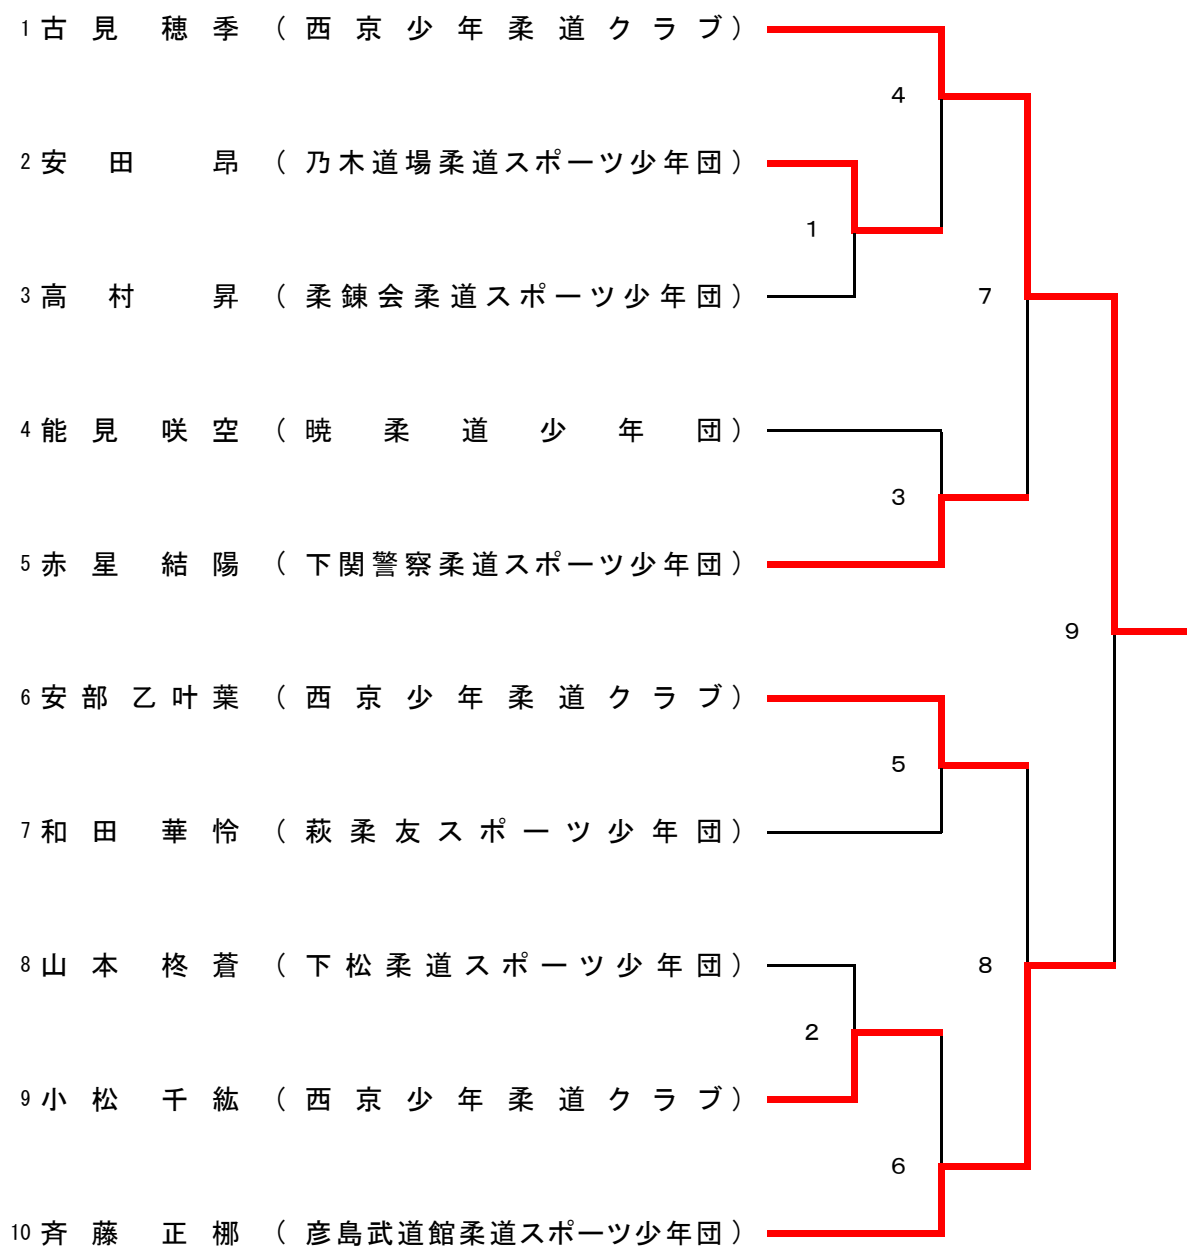 1 古見 穂季 (西京少年柔道クラブ)
4
2 安田 昂 (乃木道場柔道スポーツ少年団)
1
3 高村 昇 (柔錬会柔道スポーツ少年団)
7
4 能見 咲空 (暁柔道少年団)
3
5 赤星 結陽 (下関警察柔道スポーツ少年団)
9
6 安部 乙叶葉 (西京少年柔道クラブ)
5
7 和田 華怜 (萩柔友スポーツ少年団)
8 山本 柊蒼 (下松柔道スポーツ少年団)
8
2
9 小松 千紘 (西京少年柔道クラブ)
6
10 斉藤 正梛 (彦島武道館柔道スポーツ少年団)